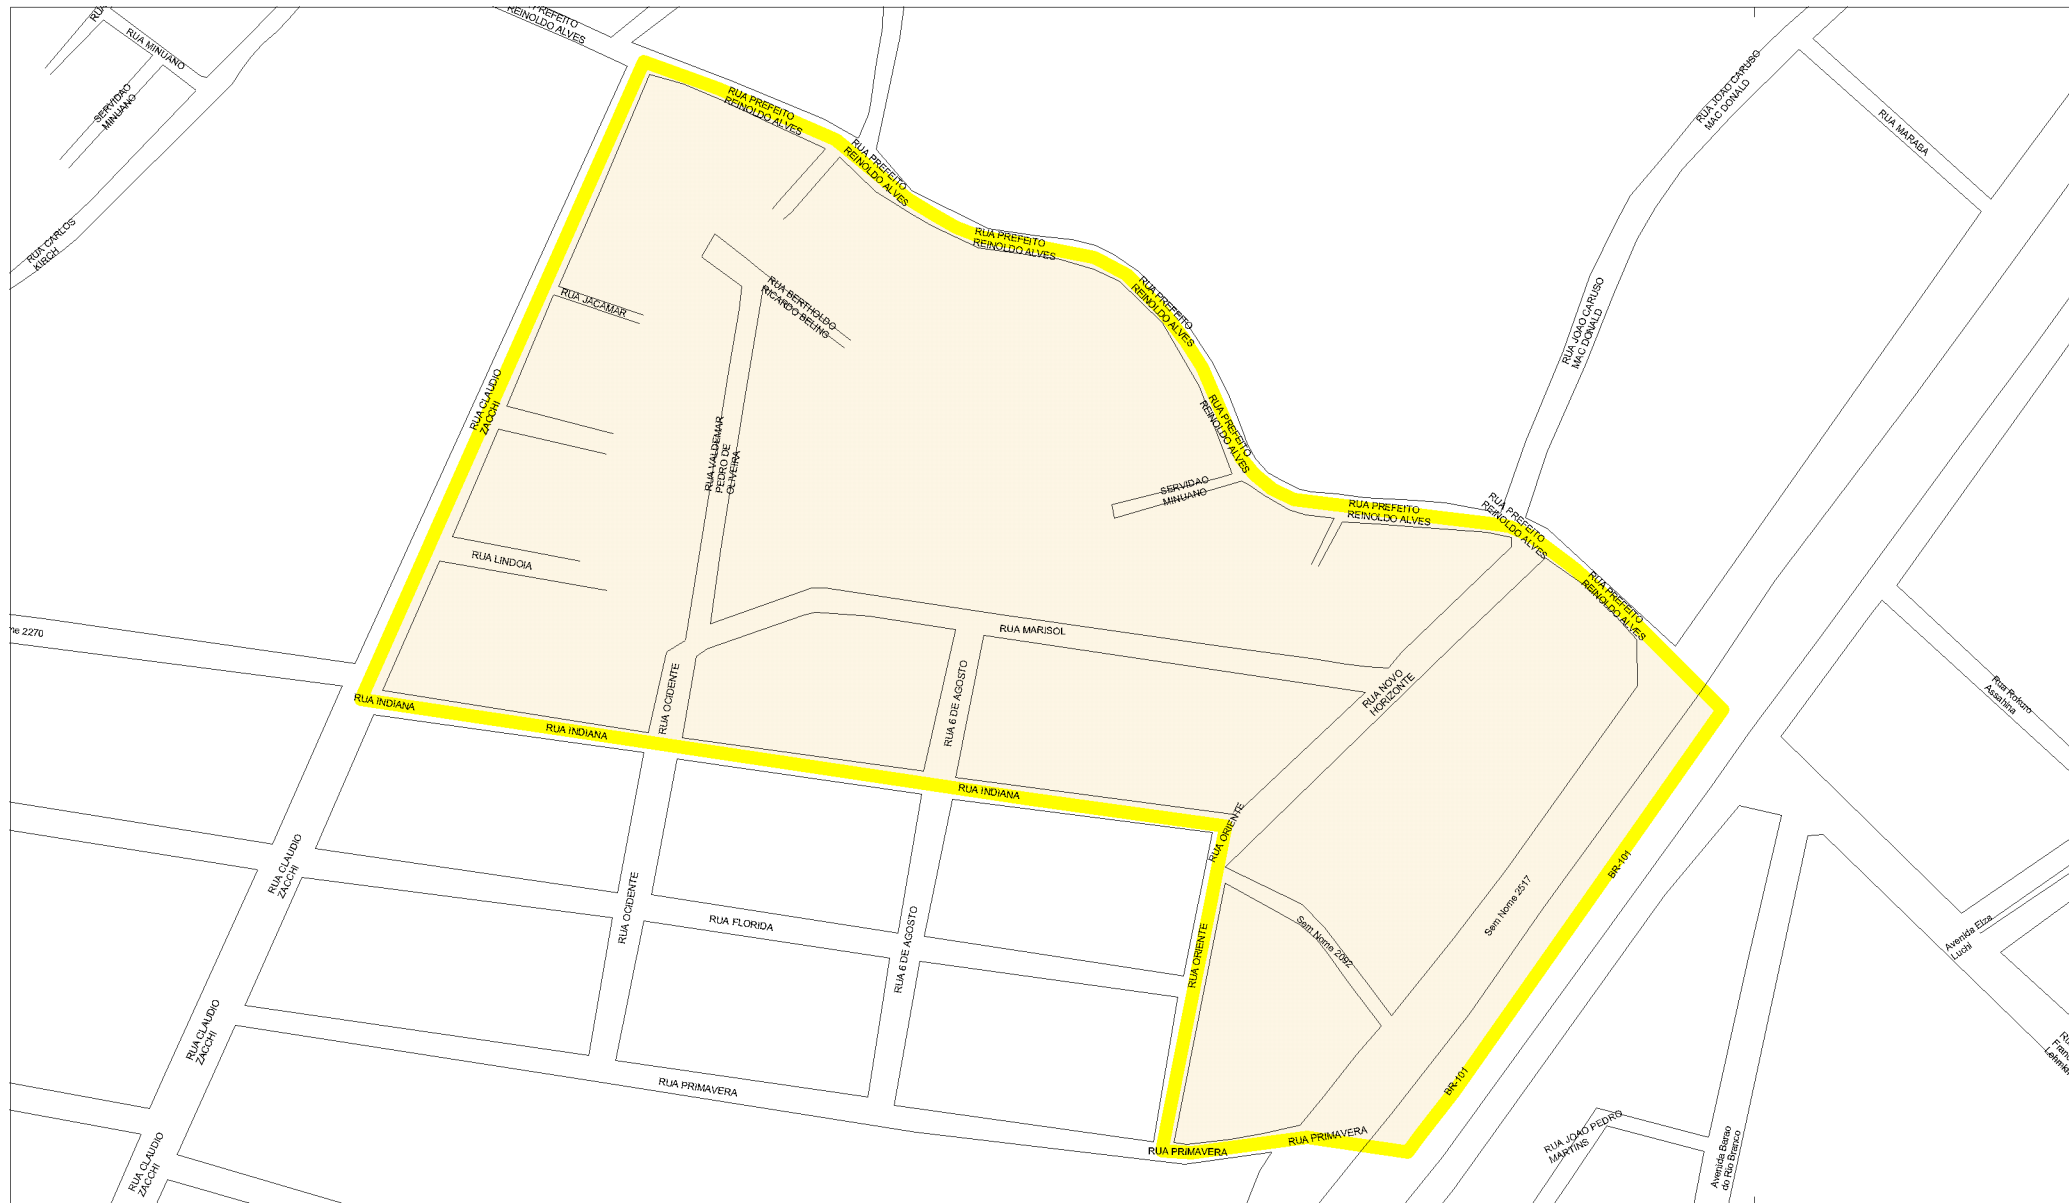 PREFEITO
REINOLDO ALVES
RUA MINUANO
SERVIDAO
MINUANO
RUA CARLOS
KIRCH
RUA PREFEITO
REINOLDO ALVES
RUA PREFEITO
REINOLDO ALVES
RUA PREFEITO
REINOLDO ALVES
RUA PREFEITO
REINOLDO ALVES
RUA PREFEITO
REINOLDO ALVES
RUA PREFEITO
REINOLDO ALVES
RUA PREFEITO
REINOLDO ALVES
RUA PREFEITO
REINOLDO ALVES
RUA JOAO CARUSO
MAC DONALD
RUA JOAO CARUSO
MAC DONALD
RUA MARABA
RUA JACAMAR
RUA BERTHOLDO
RICARDO BELING
RUA CLAUDIO
ZACCHI
RUA VALDEMAR
PEDRO DE
OLIVEIRA
SERVIDAO
MINUANO
RUA LINDOIA
me 2270
RUA MARISOL
RUA OCIDENTE
RUA 6 DE AGOSTO
RUA NOVO
HORIZONTE
Rua Rokuro
Assahina
RUA INDIANA
RUA INDIANA
RUA INDIANA
RUA ORIENTE
RUA CLAUDIO
ZACCHI
RUA OCIDENTE
RUA FLORIDA
RUA 6 DE AGOSTO
RUA ORIENTE
Sem Nome 2092
Sem Nome 2517
BR-101
Avenida Elza
Luchi
RUA CLAUDIO
ZACCHI
RUA PRIMAVERA
BR-101
RUA CLAUDIO
ZACCHI
RUA PRIMAVERA
RUA PRIMAVERA
RUA JOAO PEDRO
MARTINS
Avenida Barao
do Rio Branco